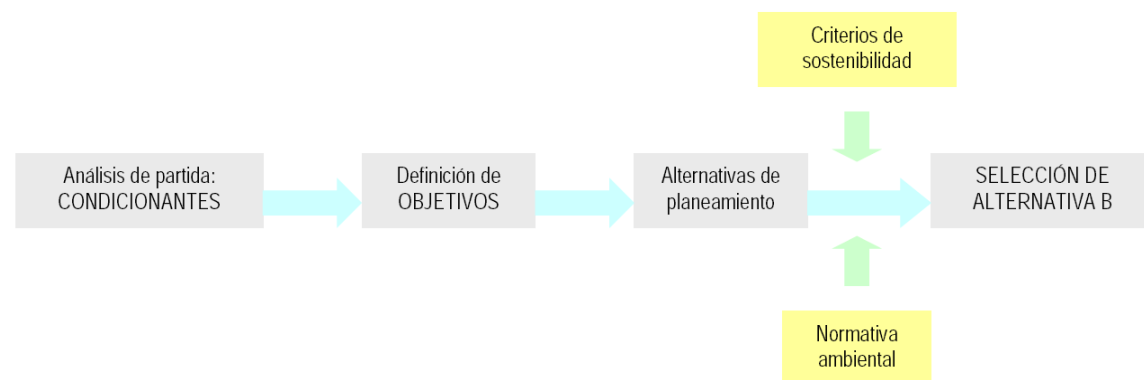 Criterios de
sostenibilidad
Análisis de partida:
CONDICIONANTES
Definición de
OBJETIVOS
Alternativas de
planeamiento
SELECCIÓN DE
ALTERNATIVA B
Normativa
ambiental